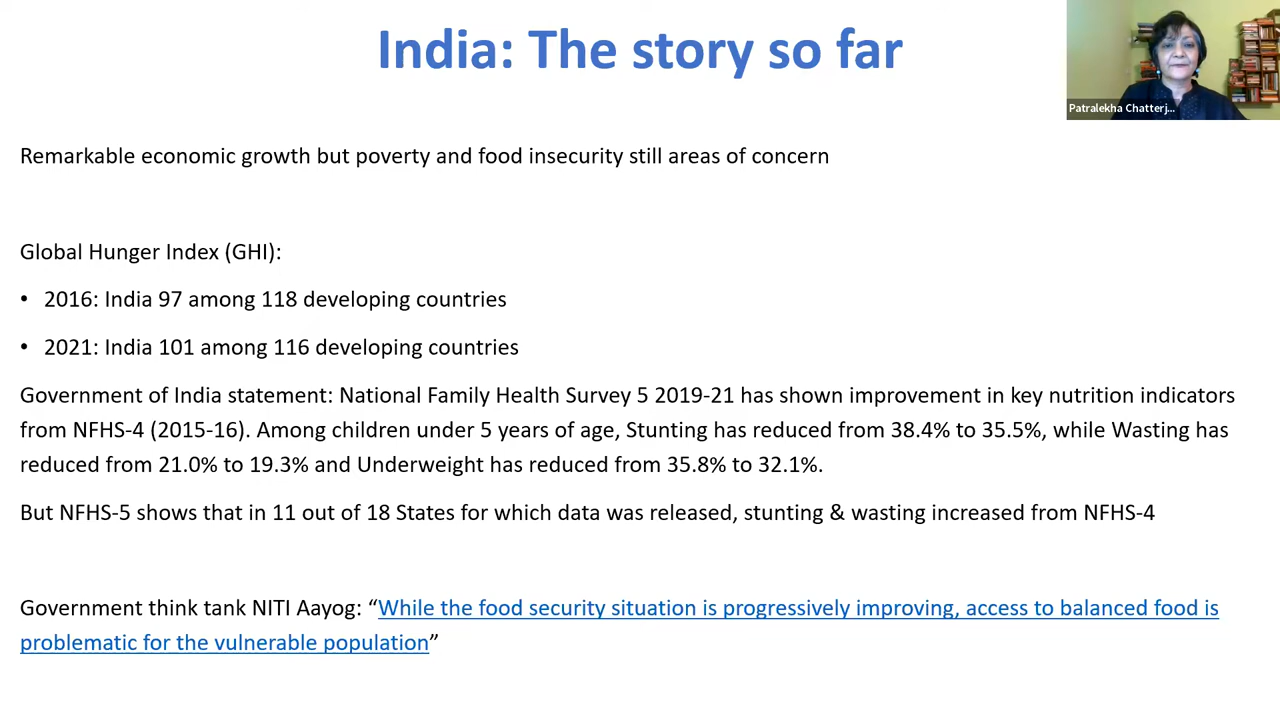 India: The story so far
Patralekha Chatterj...
Remarkable economic growth but poverty and food insecurity still areas of concern
Global Hunger Index (GHI):
• 2016: India 97 among 118 developing countries
• 2021: India 101 among 116 developing countries
Government of India statement: National Family Health Survey 5 2019-21 has shown improvement in key nutrition indicators
from NFHS-4 (2015-16). Among children under 5 years of age, Stunting has reduced from 38.4% to 35.5%, while Wasting has
reduced from 21.0% to 19.3% and Underweight has reduced from 35.8% to 32.1%.
But NFHS-5 shows that in 11 out of 18 States for which data was released, stunting & wasting increased from NFHS-4
Government think tank NITI Aayog: “While the food security situation is progressively improving, access to balanced food is
problematic for the vulnerable population”